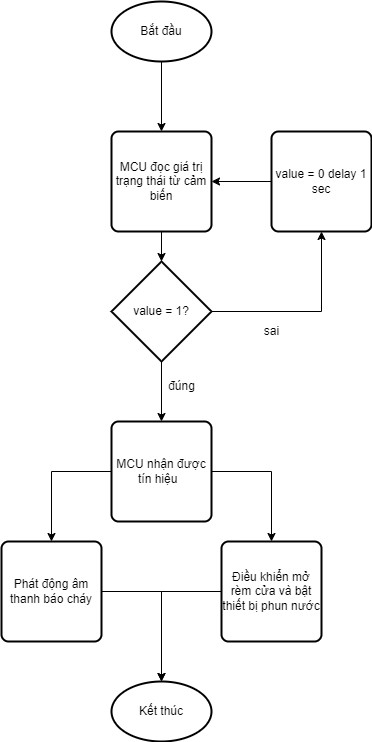 Bắt đầu
MCU đọc giá trị
trạng thái từ cảm
biến
value = 0 delay 1
sec
value = 1?
sai
đúng
MCU nhận được
tín hiệu
Phát động âm
thanh báo cháy
Điều khiển mở
rèm cửa và bật
thiết bị phun nước
Kết thúc